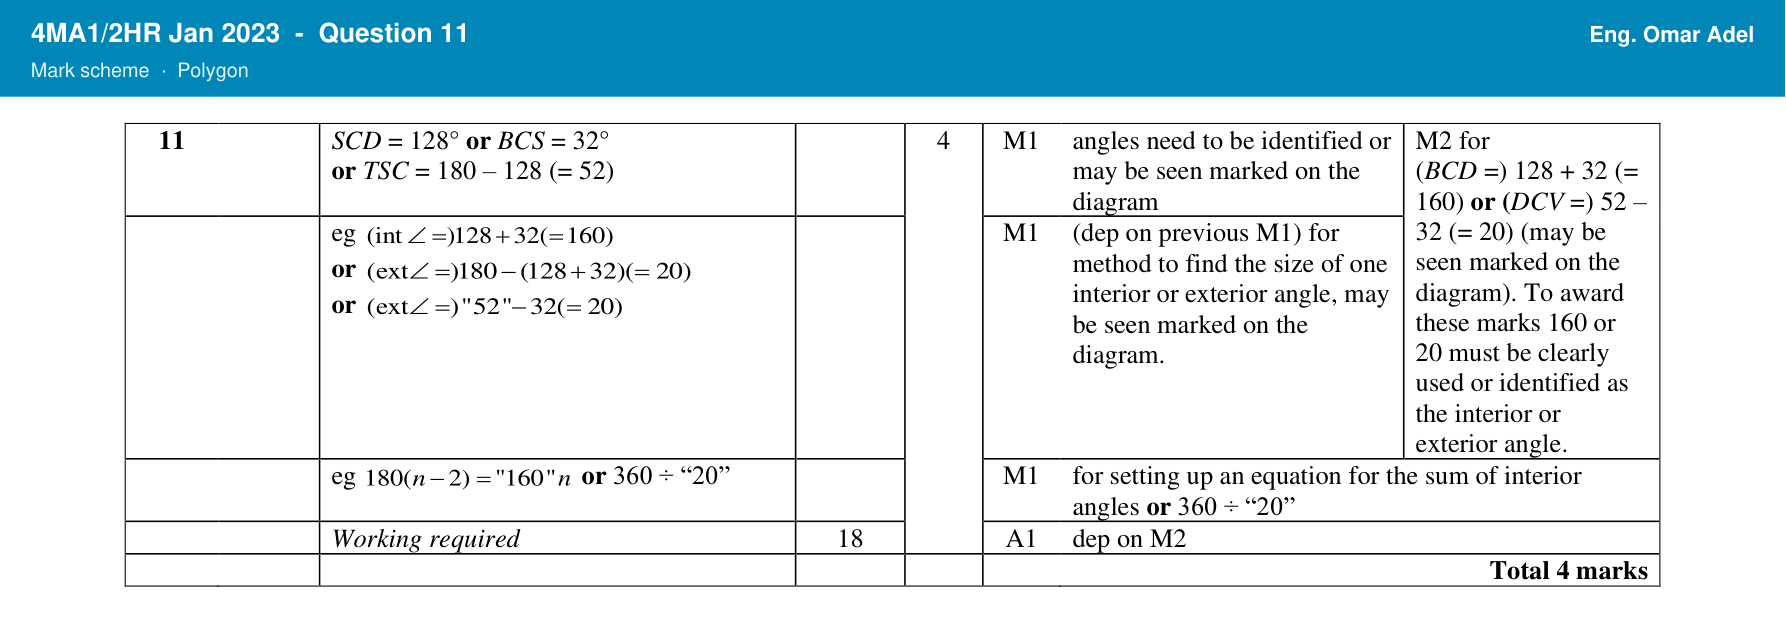 4MA1/2HR Jan 2023 - Question 11
Eng. Omar Adel
Mark scheme · Polygon
11
SCD = 128° or BCS = 32°
or TSC = 180 – 128 (= 52)
4
M1
angles need to be identified or
may be seen marked on the
diagram
M2 for
(BCD =) 128 + 32 (=
160) or (DCV =) 52 –
32 (= 20) (may be
seen marked on the
diagram). To award
these marks 160 or
20 must be clearly
used or identified as
the interior or
exterior angle.
eg (int ∠ =)128 + 32(= 160)
or (ext∠ =)180 – (128 + 32)(= 20)
or (ext∠ =)"52"– 32(= 20)
M1
(dep on previous M1) for
method to find the size of one
interior or exterior angle, may
be seen marked on the
diagram.
eg 180(n – 2) = "160"n or 360 ÷ “20”
M1
for setting up an equation for the sum of interior
angles or 360 ÷ “20”
Working required
18
A1
dep on M2
Total 4 marks